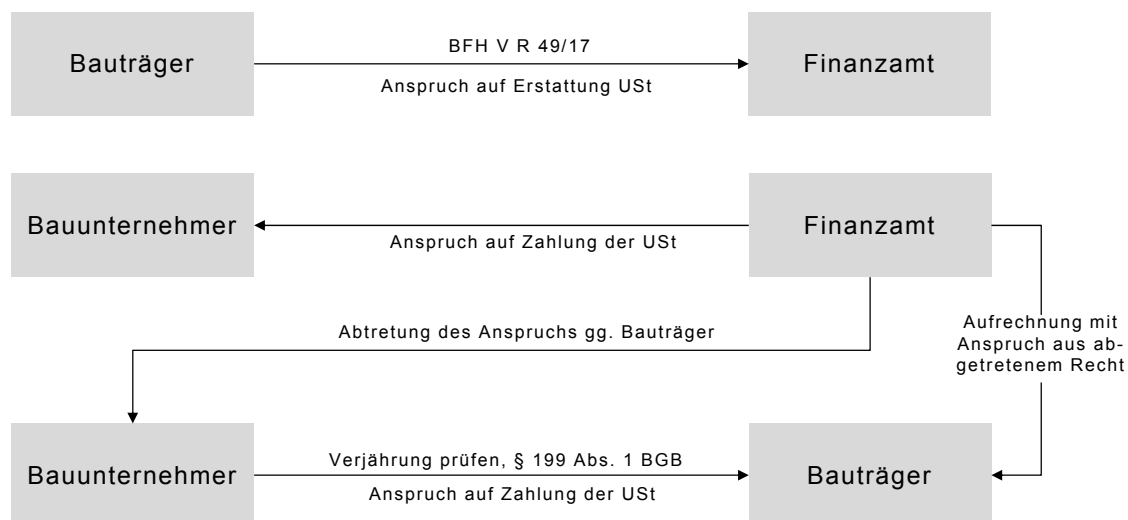 Bauträger
BFH V R 49/17
Anspruch auf Erstattung USt
Finanzamt
Bauunternehmer
Anspruch auf Zahlung der USt
Finanzamt
Abtretung des Anspruchs gg. Bauträger
Aufrechnung mit
Anspruch aus ab-
getretenem Recht
Bauunternehmer
Verjährung prüfen, § 199 Abs. 1 BGB
Anspruch auf Zahlung der USt
Bauträger